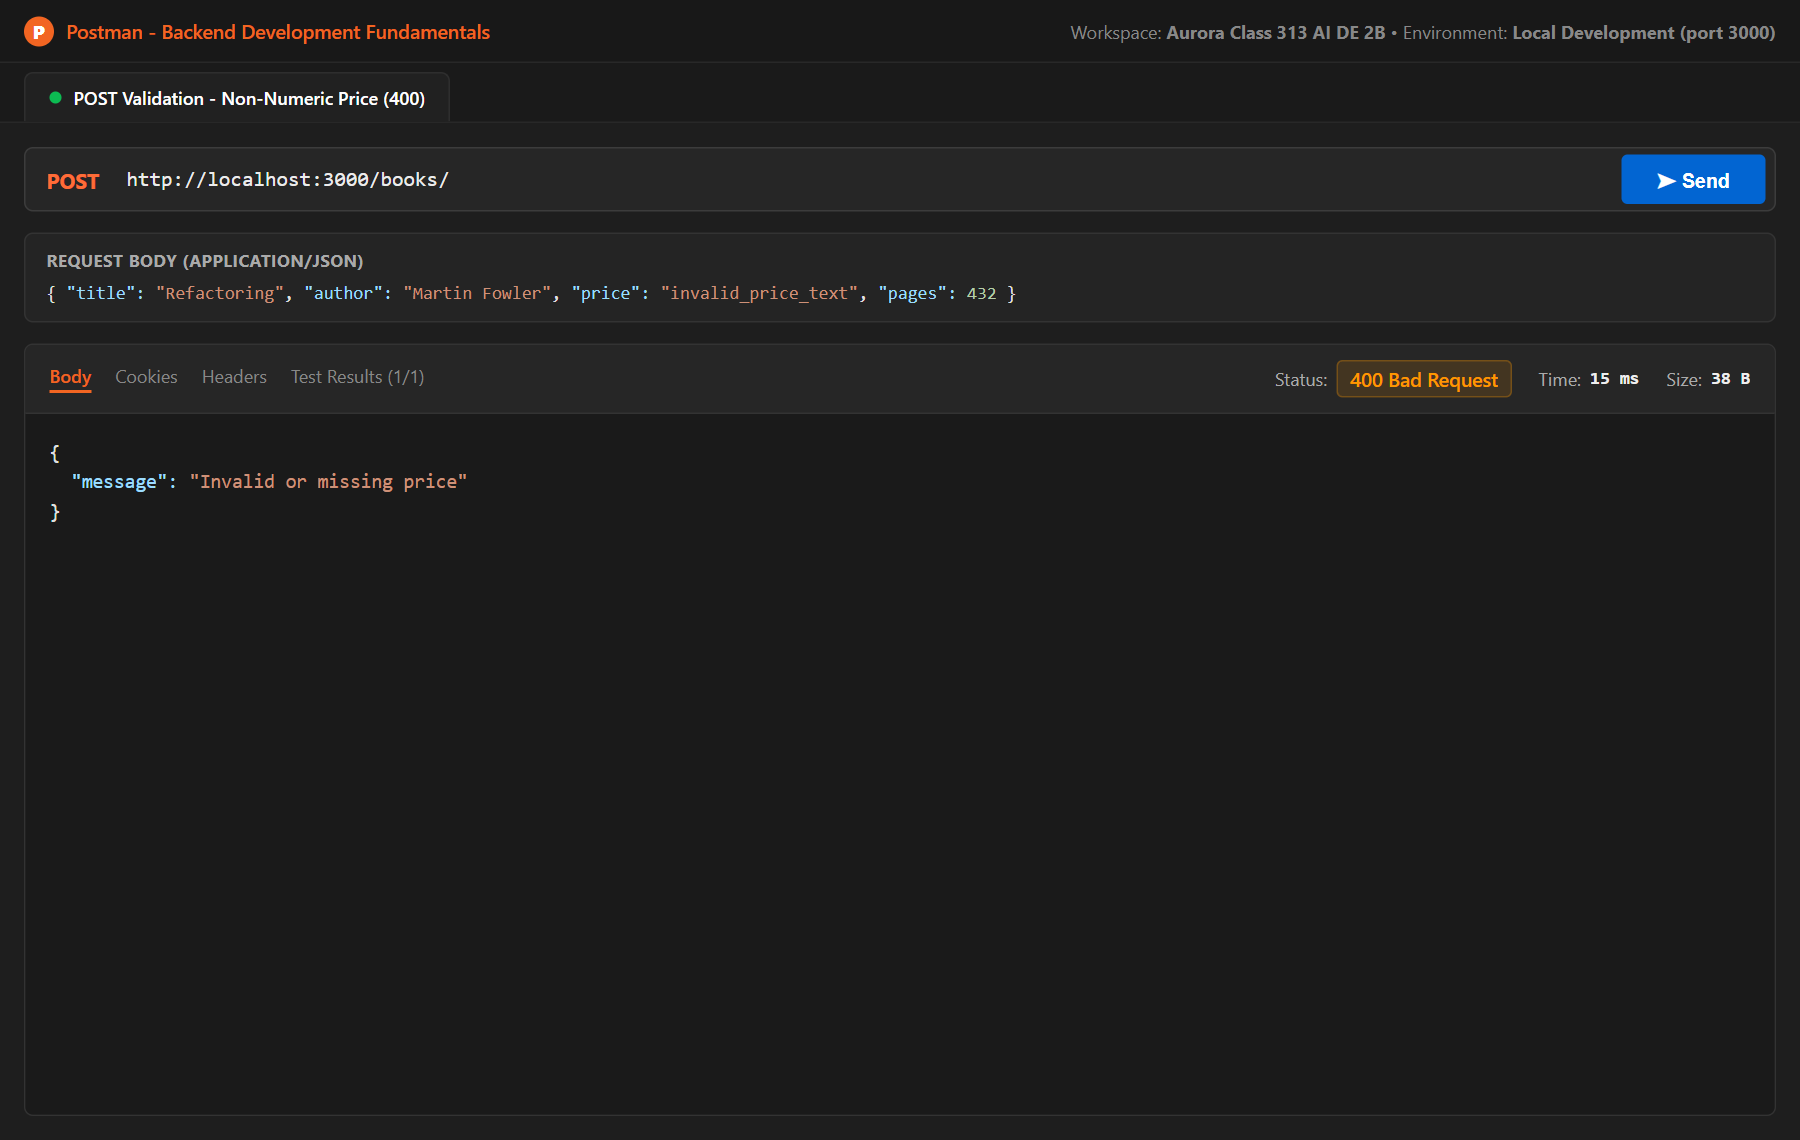 P Postman - Backend Development Fundamentals
Workspace: Aurora Class 313 AI DE 2B • Environment: Local Development (port 3000)
POST Validation - Non-Numeric Price (400)
POST http://localhost:3000/books/
➤ Send
REQUEST BODY (APPLICATION/JSON)
{ "title": "Refactoring", "author": "Martin Fowler", "price": "invalid_price_text", "pages": 432 }
Body Cookies Headers Test Results (1/1)
Status: 400 Bad Request Time: 15 ms Size: 38 B
{
"message": "Invalid or missing price"
}